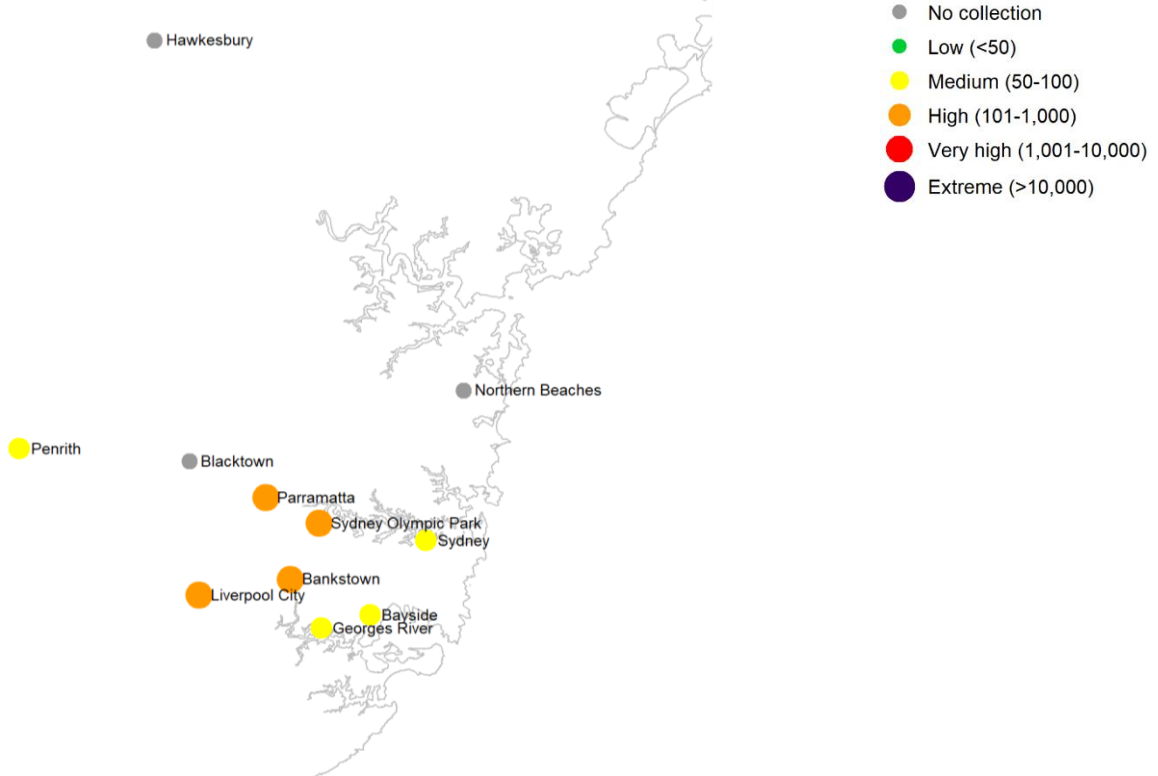 No collection
Low (<50)
Medium (50-100)
High (101-1,000)
Very high (1,001-10,000)
Extreme (>10,000)
Hawkesbury
Northern Beaches
Penrith
Blacktown
Parramatta
Sydney Olympic Park
Sydney
Bankstown
Liverpool City
Bayside
Georges River